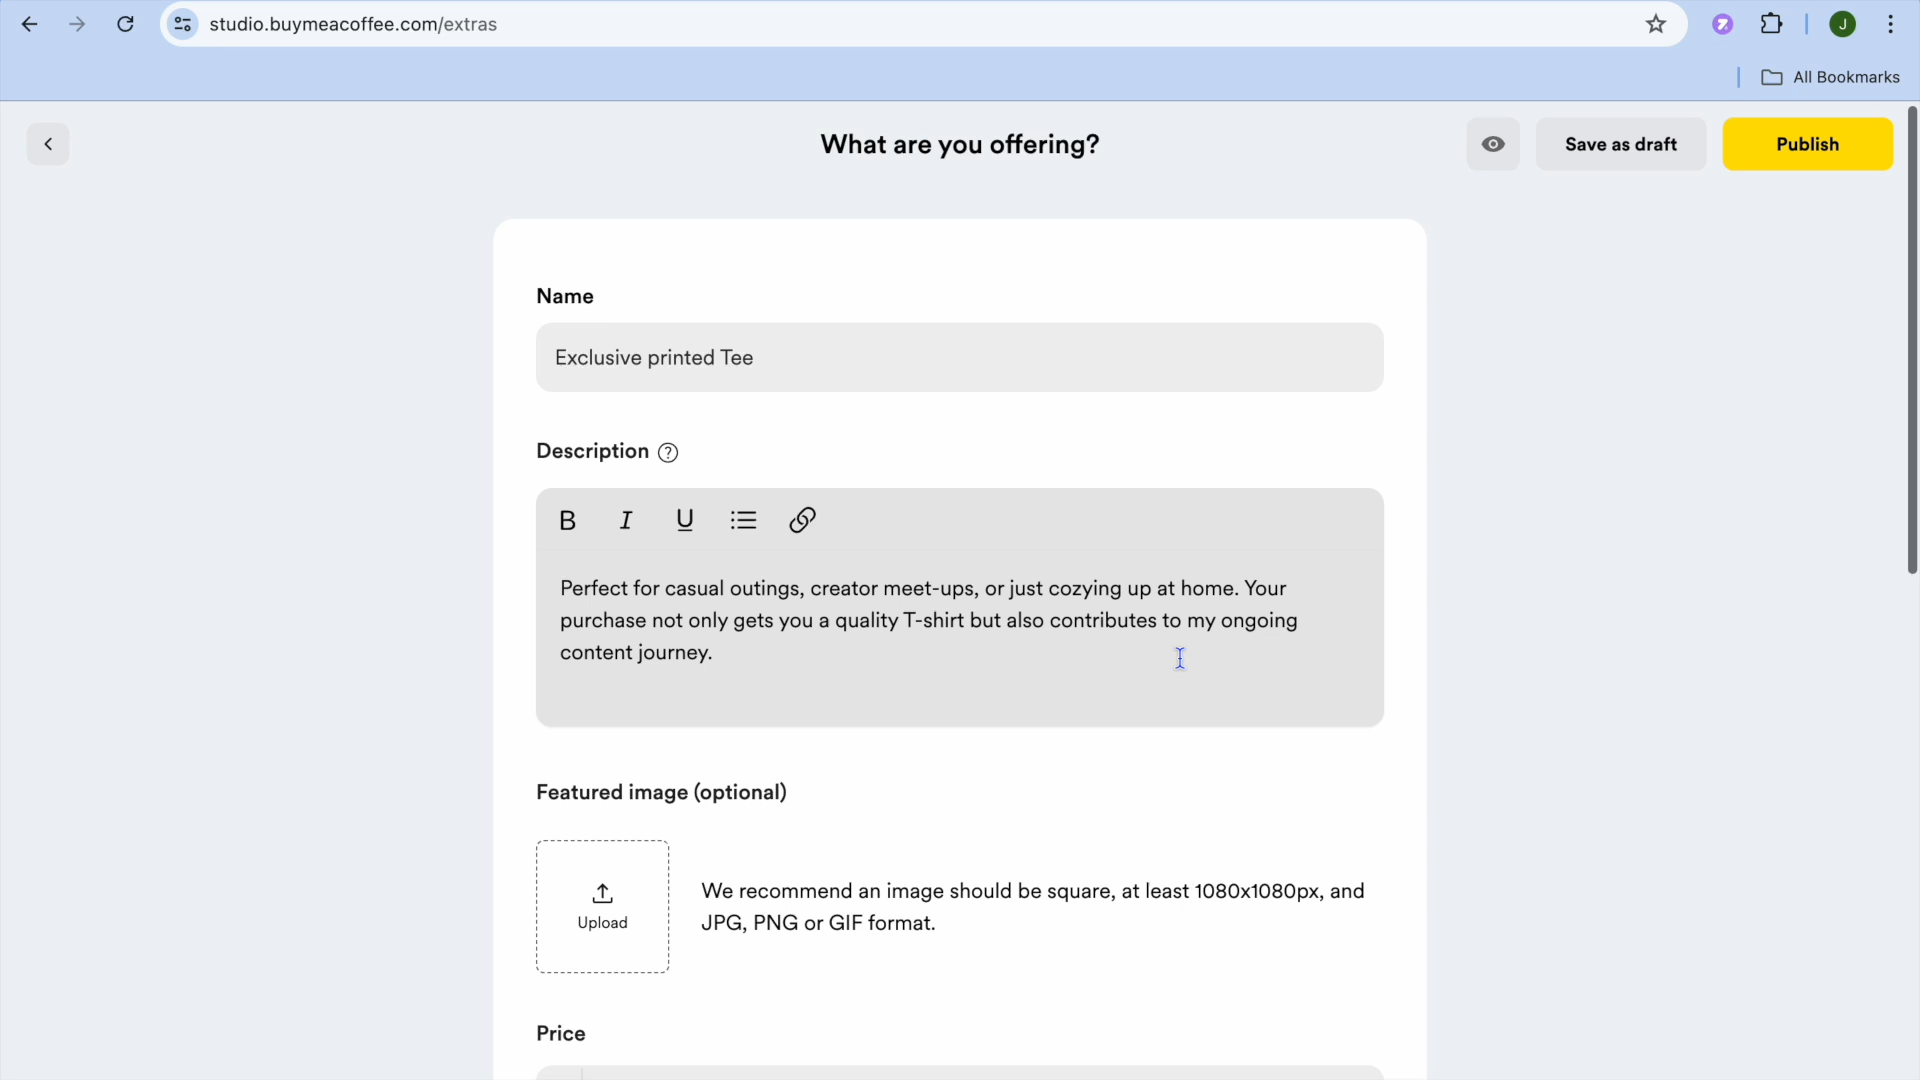 studio.buymeacoffee.com/extras
J
All Bookmarks
What are you offering?
Save as draft
Publish
Name
Exclusive printed Tee
Description ?
B I U
Perfect for casual outings, creator meet-ups, or just cozying up at home. Your
purchase not only gets you a quality T-shirt but also contributes to my ongoing
content journey.
Featured image (optional)
Upload
We recommend an image should be square, at least 1080x1080px, and
JPG, PNG or GIF format.
Price